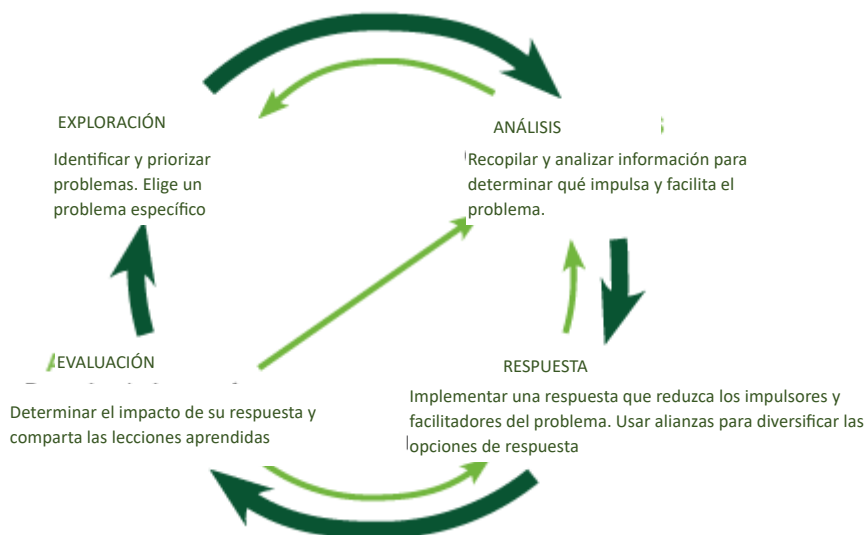 EXPLORACIÓN
Identificar y priorizar
problemas. Elige un
problema específico
ANÁLISIS
Recopilar y analizar información para
determinar qué impulsa y facilita el
problema.
EVALUACIÓN
Determinar el impacto de su respuesta y
comparta las lecciones aprendidas
RESPUESTA
Implementar una respuesta que reduzca los impulsores y
facilitadores del problema. Usar alianzas para diversificar las
opciones de respuesta